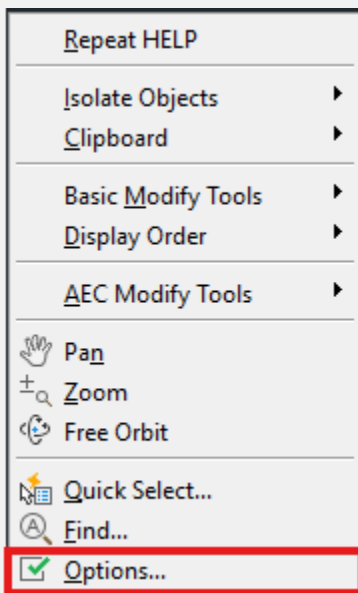 Repeat HELP
Isolate Objects
Clipboard
Basic Modify Tools
Display Order
AEC Modify Tools
Pan
Zoom
Free Orbit
Quick Select...
Find...
Options...